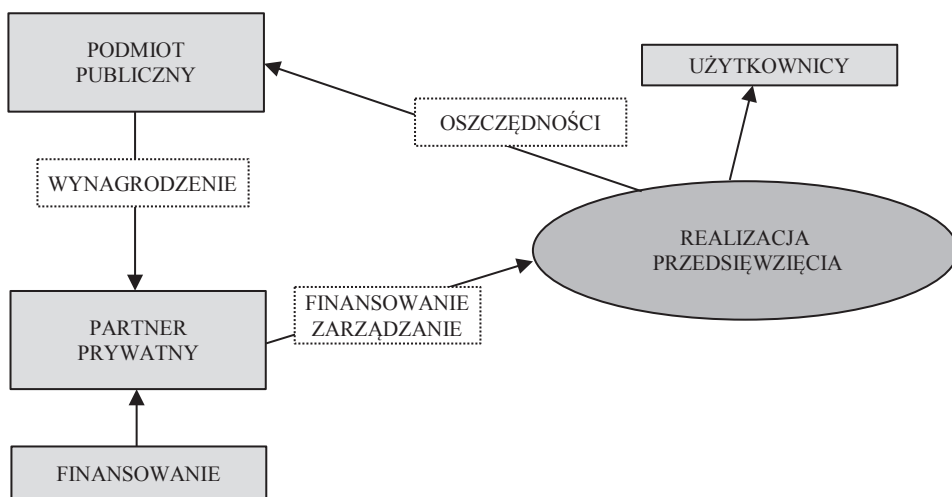 PODMIOT
PUBLICZNY
UŻYTKOWNICY
OSZCZĘDNOŚCI
WYNAGRODZENIE
REALIZACJA
PRZEDSIĘWZIĘCIA
FINANSOWANIE
ZARZĄDZANIE
PARTNER
PRYWATNY
FINANSOWANIE